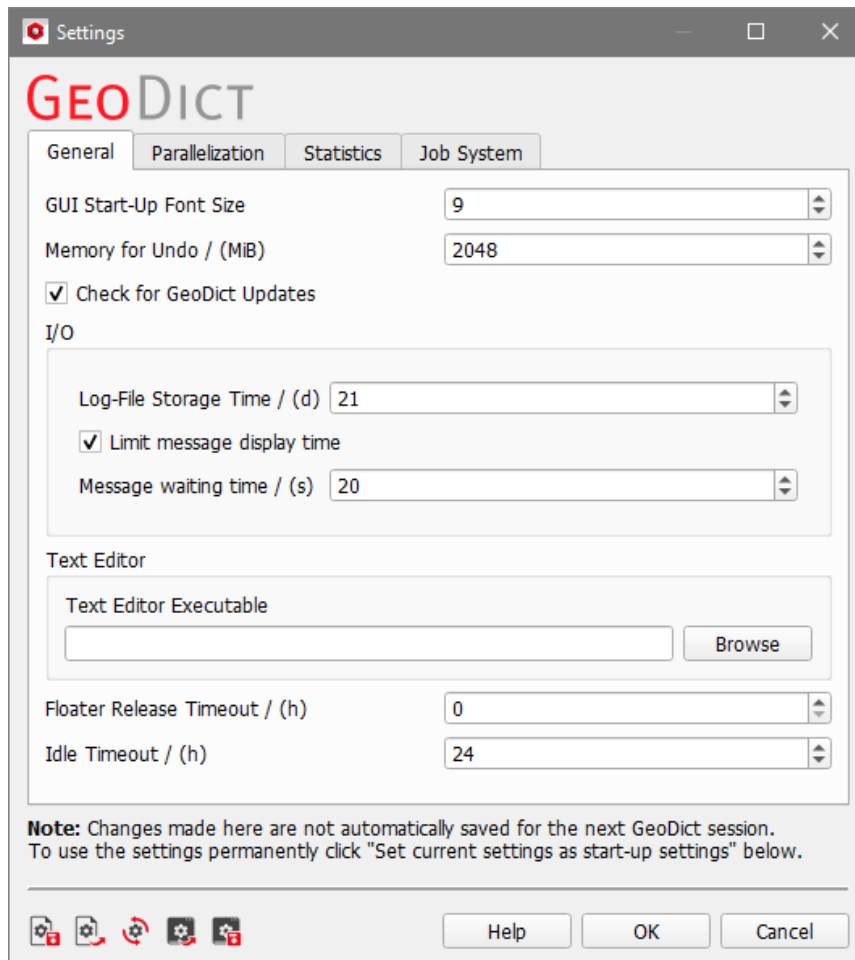 Settings
GEODICT
General Parallelization Statistics Job System
GUI Start-Up Font Size 9
Memory for Undo / (MiB) 2048
Check for GeoDict Updates
I/O
Log-File Storage Time / (d) 21
Limit message display time
Message waiting time / (s) 20
Text Editor
Text Editor Executable
Browse
Floater Release Timeout / (h) 0
Idle Timeout / (h) 24
Note: Changes made here are not automatically saved for the next GeoDict session.
To use the settings permanently click "Set current settings as start-up settings" below.
Help OK Cancel